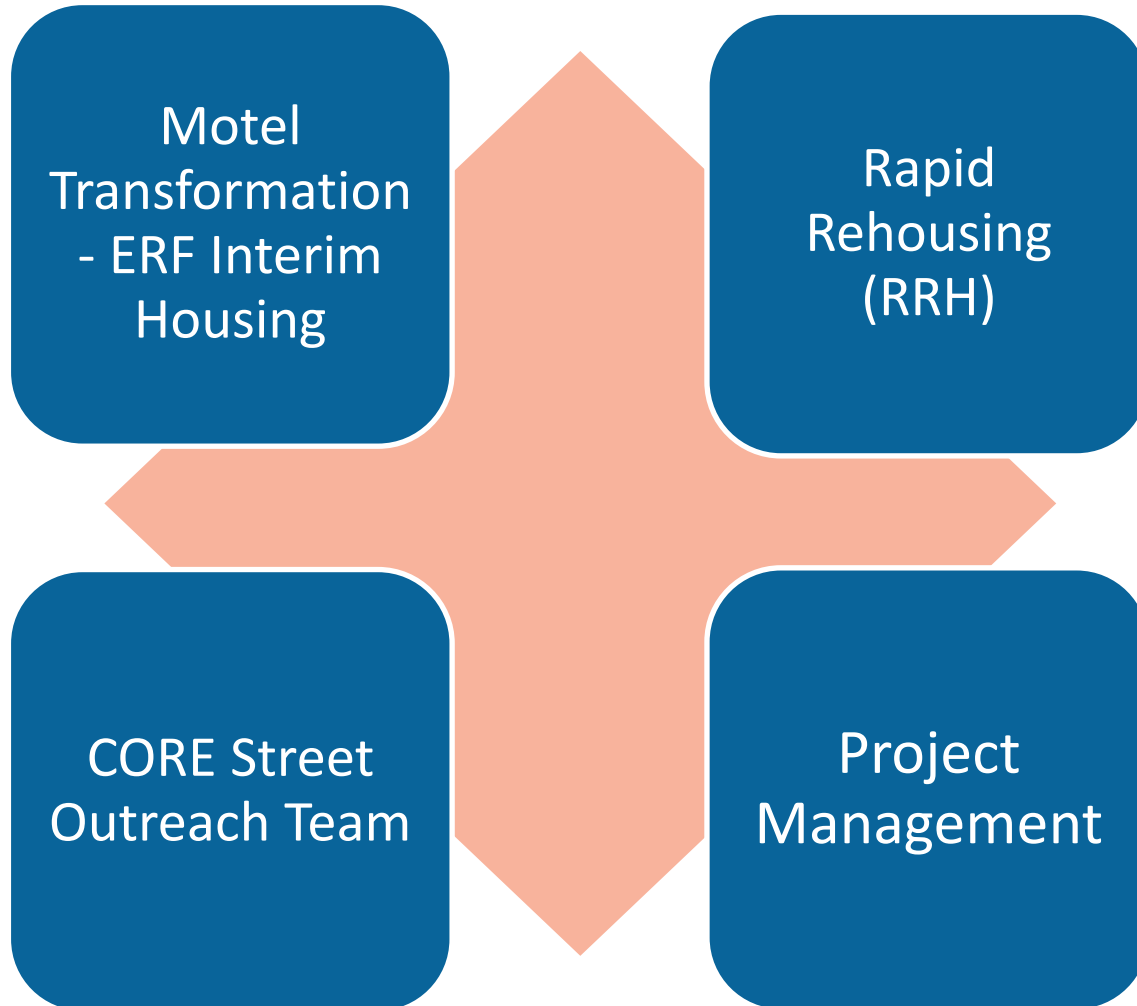 Motel
Transformation
- ERF Interim
Housing
Rapid
Rehousing
(RRH)
CORE Street
Outreach Team
Project
Management